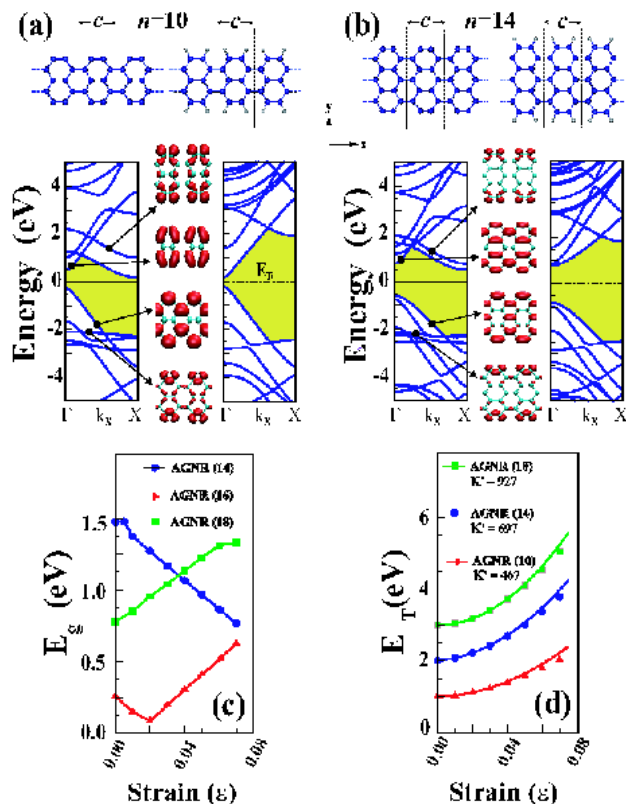 (a) ←c→ n=10 ←c→
(b) ←c→ n=14 ←c→
Energy (eV)
4
2
0
-2
-4
E_F
Γ k_X X Γ X
Energy (eV)
4
2
0
-2
-4
Γ k_X X Γ X
AGNR (14)
AGNR (16)
AGNR (18)
(eV)
1.5
1.0
0.5
0.0
(c)
0.00
0.04
0.08
Strain (ε)
AGNR (18)
K' = 927
AGNR (14)
K' = 697
AGNR (10)
K' = 467
E_T (eV)
6
4
2
0
(d)
0.00
0.04
0.08
Strain (ε)